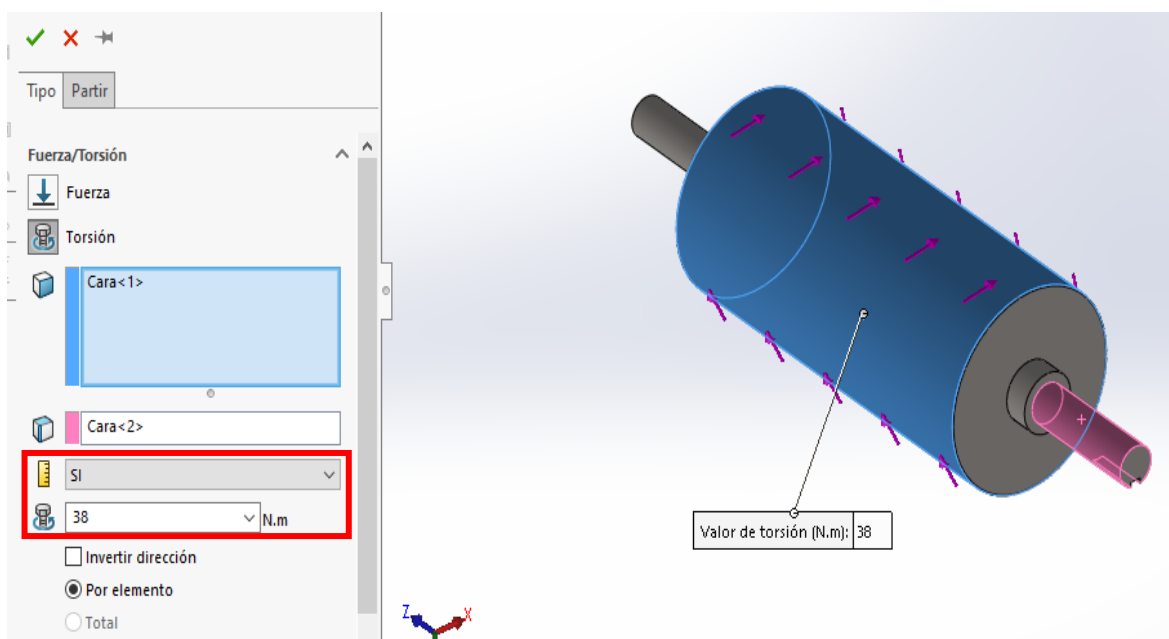 Tipo Partir
Fuerza/Torsión
Fuerza
Torsión
Cara<1>
Cara<2>
SI
38 N.m
Invertir dirección
Por elemento
Total
Valor de torsión (N.m): 38
Z X